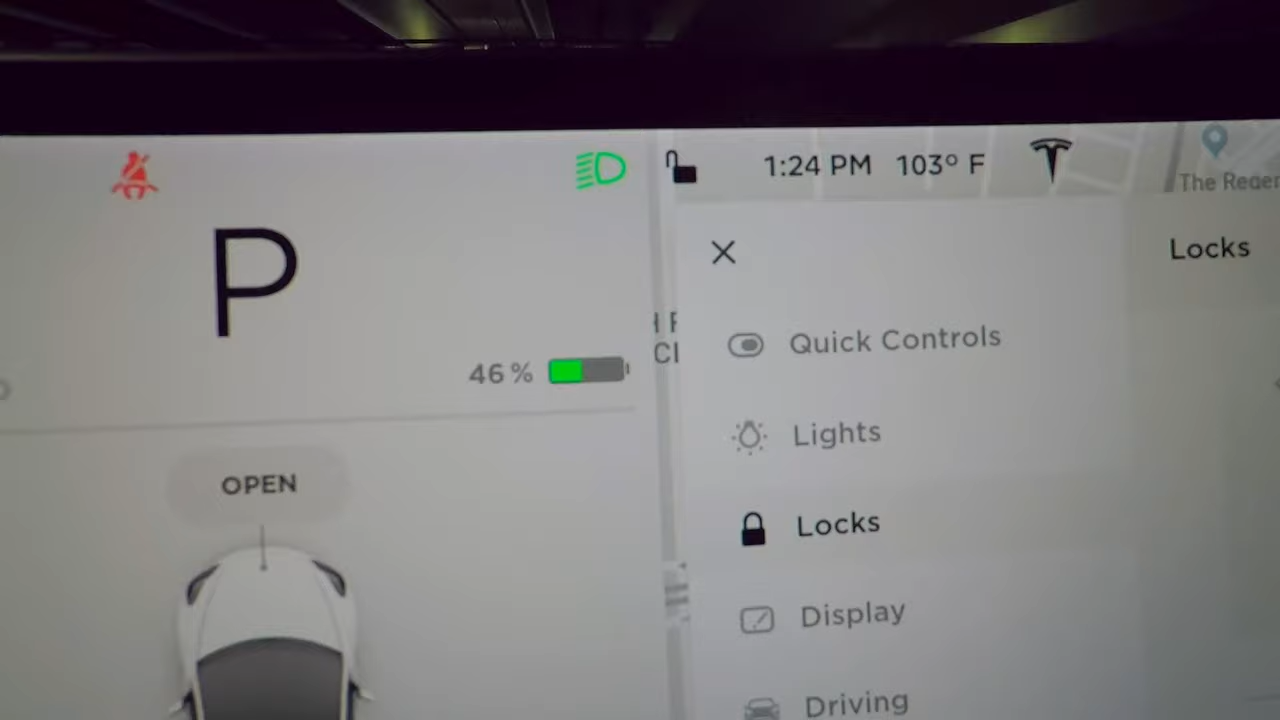 1:24 PM 103° F
P
46 %
OPEN
Locks
Quick Controls
Lights
Locks
Display
Driving